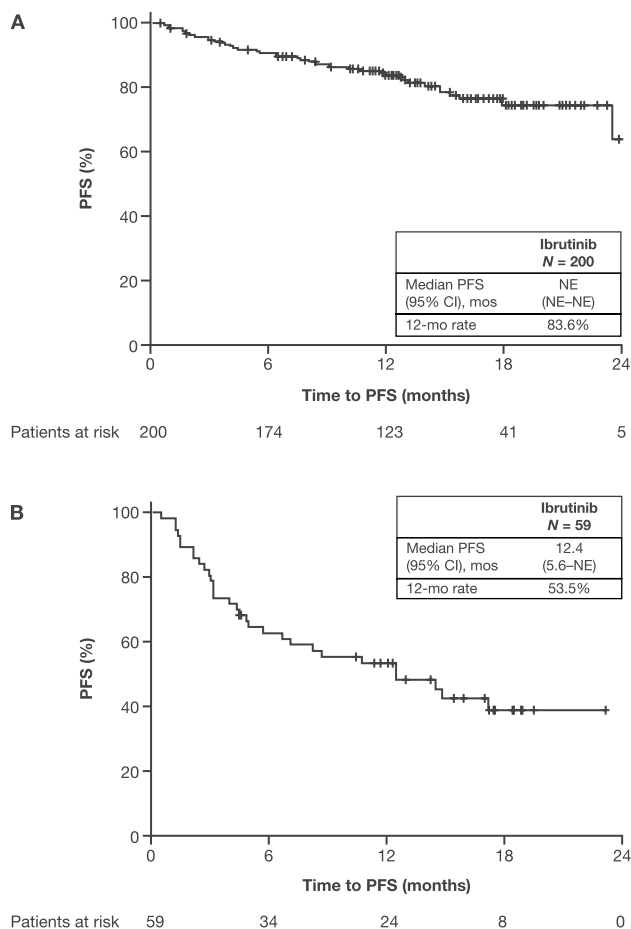 A
100
80
60
40
20
0
PFS (%)
Ibrutinib
N = 200
Median PFS NE
(95% CI), mos (NE–NE)
12-mo rate 83.6%
0 6 12 18 24
Time to PFS (months)
Patients at risk 200 174 123 41 5
B
100
80
60
40
20
0
PFS (%)
Ibrutinib
N = 59
Median PFS 12.4
(95% CI), mos (5.6–NE)
12-mo rate 53.5%
0 6 12 18 24
Time to PFS (months)
Patients at risk 59 34 24 8 0